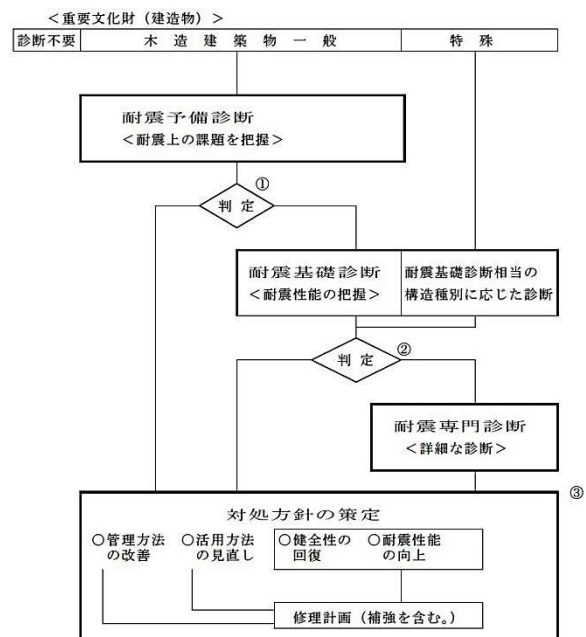 <重要文化財（建造物）>
診断不要 木造建築物一般 特殊
耐震予備診断
<耐震上の課題を把握>
①
判定
耐震基礎診断
<耐震性能の把握>
耐震基礎診断相当の
構造種別に応じた診断
②
判定
耐震専門診断
<詳細な診断>
③
対処方針の策定
○管理方法
の改善
○活用方法
の見直し
○健全性の
回復
○耐震性能
の向上
修理計画（補強を含む。）